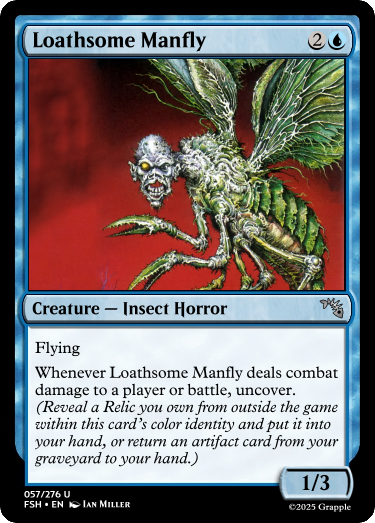 Loathsome Manfly 2
Creature — Insect Horror
Flying
Whenever Loathsome Manfly deals combat
damage to a player or battle, uncover.
(Reveal a Relic you own from outside the game
within this card's color identity and put it into
your hand, or return an artifact card from your
graveyard to your hand.)
1/3
057/276 U
FSH • EN Ian Miller
©2025 Grapple